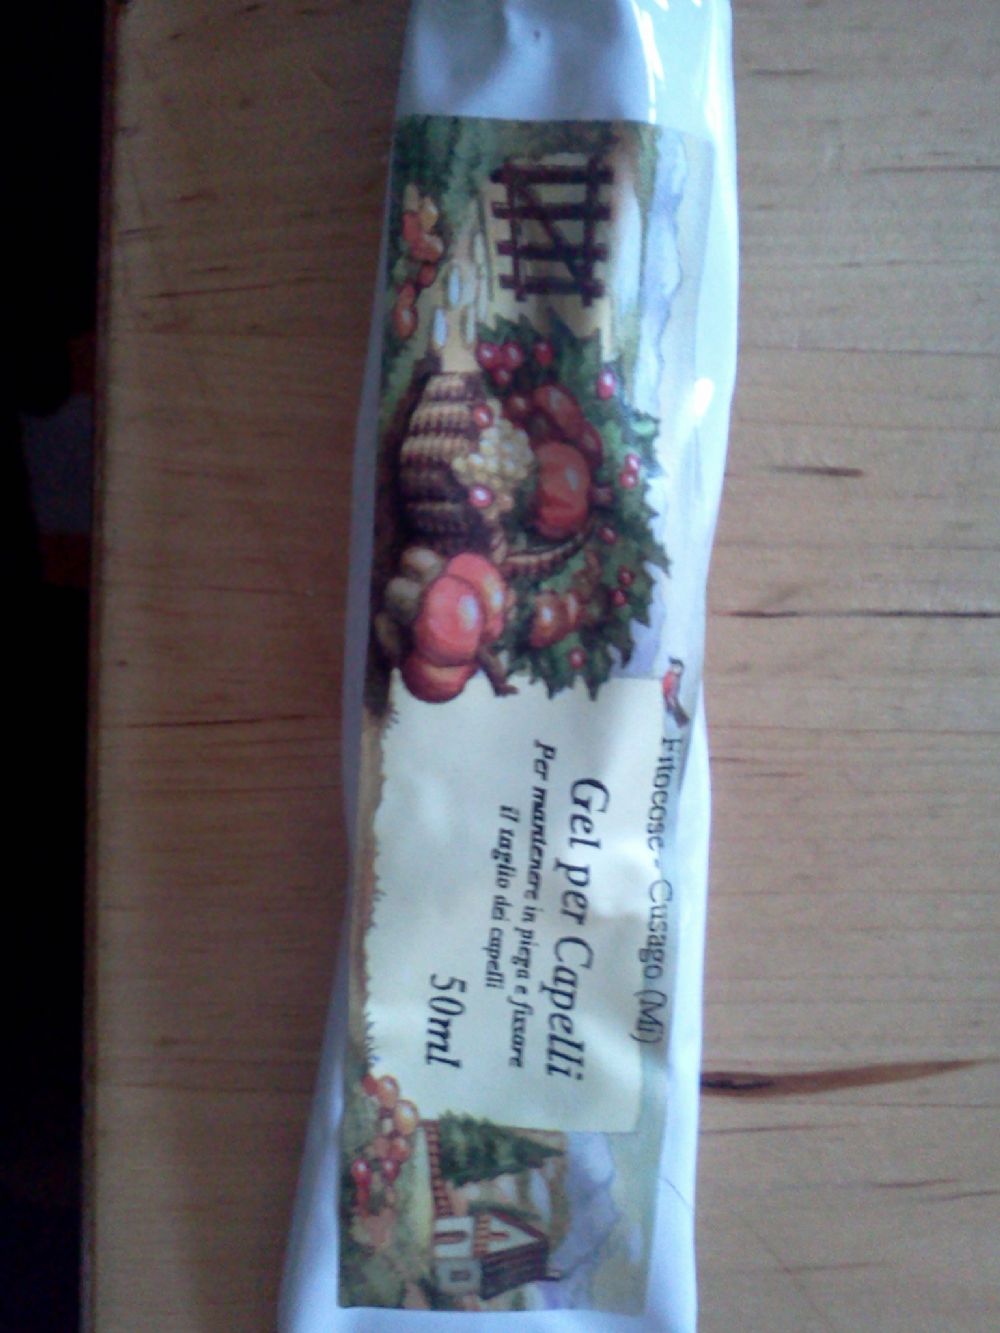 Fitocose - Cusago (Mi)
Gel per Capelli
Per mantenere in piega e fissare
il taglio dei capelli
50ml